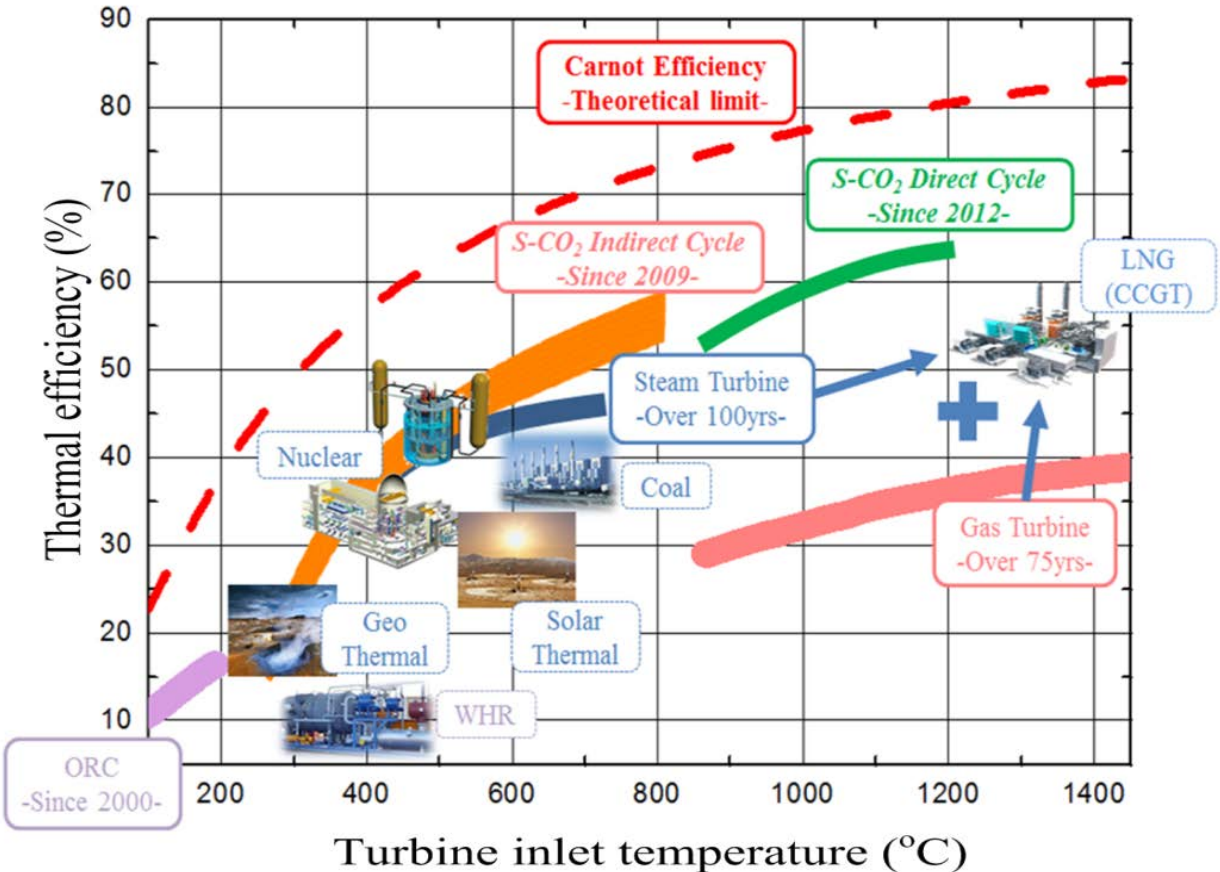 90
80
70
60
50
40
30
20
10
Thermal efficiency (%)
Carnot Efficiency
-Theoretical limit-
S-CO₂ Direct Cycle
-Since 2012-
S-CO₂ Indirect Cycle
-Since 2009-
LNG
(CCGT)
Steam Turbine
-Over 100yrs-
Nuclear
Coal
Gas Turbine
-Over 75yrs-
Geo
Thermal
Solar
Thermal
WHR
ORC
-Since 2000-
200 400 600 800 1000 1200 1400
Turbine inlet temperature (°C)